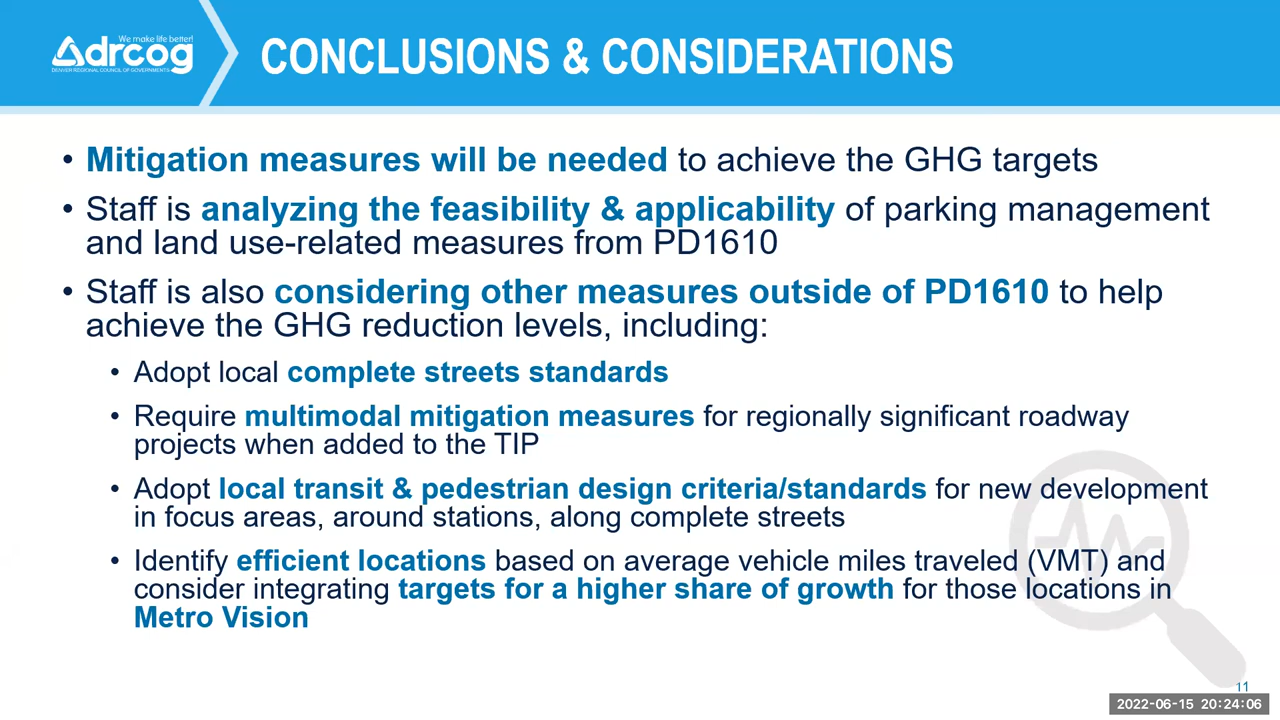 We make life better!
drcog
DENVER REGIONAL COUNCIL OF GOVERNMENTS
CONCLUSIONS & CONSIDERATIONS
• Mitigation measures will be needed to achieve the GHG targets
• Staff is analyzing the feasibility & applicability of parking management
and land use-related measures from PD1610
• Staff is also considering other measures outside of PD1610 to help
achieve the GHG reduction levels, including:
• Adopt local complete streets standards
• Require multimodal mitigation measures for regionally significant roadway
projects when added to the TIP
• Adopt local transit & pedestrian design criteria/standards for new development
in focus areas, around stations, along complete streets
• Identify efficient locations based on average vehicle miles traveled (VMT) and
consider integrating targets for a higher share of growth for those locations in
Metro Vision
11
2022-06-15 20:24:06